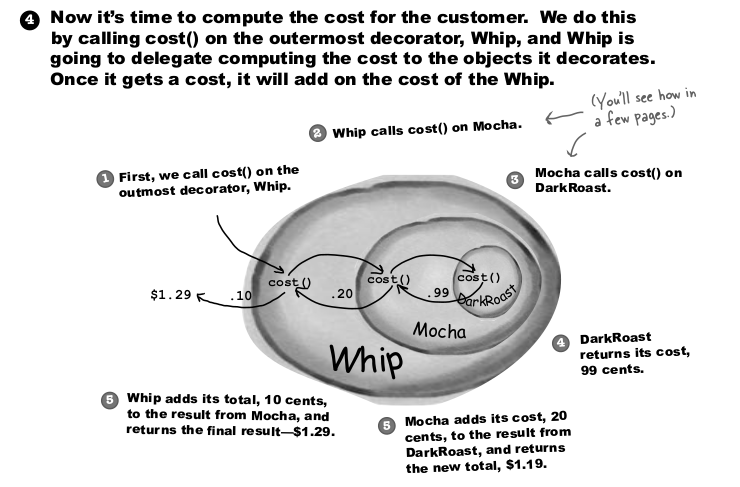 4 Now it's time to compute the cost for the customer. We do this
by calling cost() on the outermost decorator, Whip, and Whip is
going to delegate computing the cost to the objects it decorates.
Once it gets a cost, it will add on the cost of the Whip.
(You'll see how in
a few pages.)
2 Whip calls cost() on Mocha.
1 First, we call cost() on the
outmost decorator, Whip.
3 Mocha calls cost() on
DarkRoast.
cost() cost() cost()
$1.29 .10 .20 .99 DarkRoast
Mocha
Whip
4 DarkRoast
returns its cost,
99 cents.
5 Whip adds its total, 10 cents,
to the result from Mocha, and
returns the final result—$1.29.
5 Mocha adds its cost, 20
cents, to the result from
DarkRoast, and returns
the new total, $1.19.